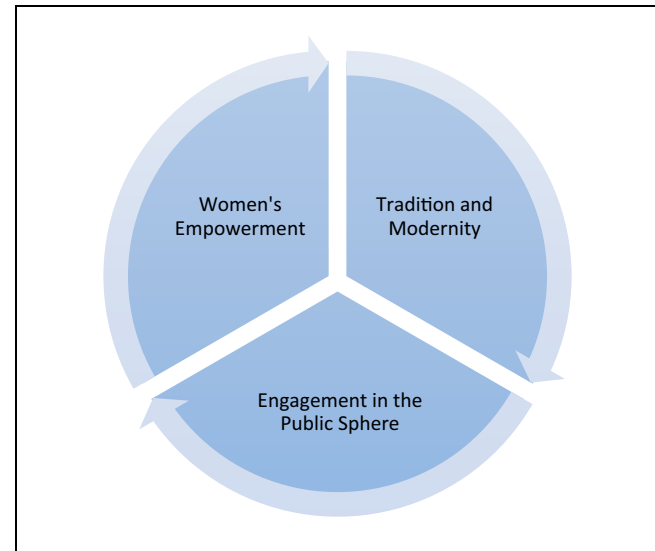 Women's
Empowerment
Tradition and
Modernity
Engagement in the
Public Sphere